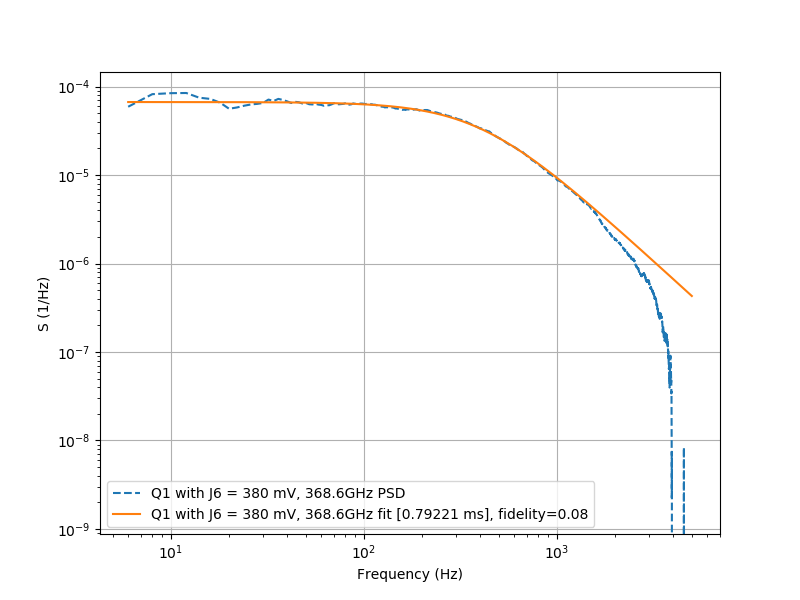 10⁻⁴
10⁻⁵
10⁻⁶
10⁻⁷
10⁻⁸
10⁻⁹
S (1/Hz)
Q1 with J6 = 380 mV, 368.6GHz PSD
Q1 with J6 = 380 mV, 368.6GHz fit [0.79221 ms], fidelity=0.08
10¹ 10² 10³
Frequency (Hz)